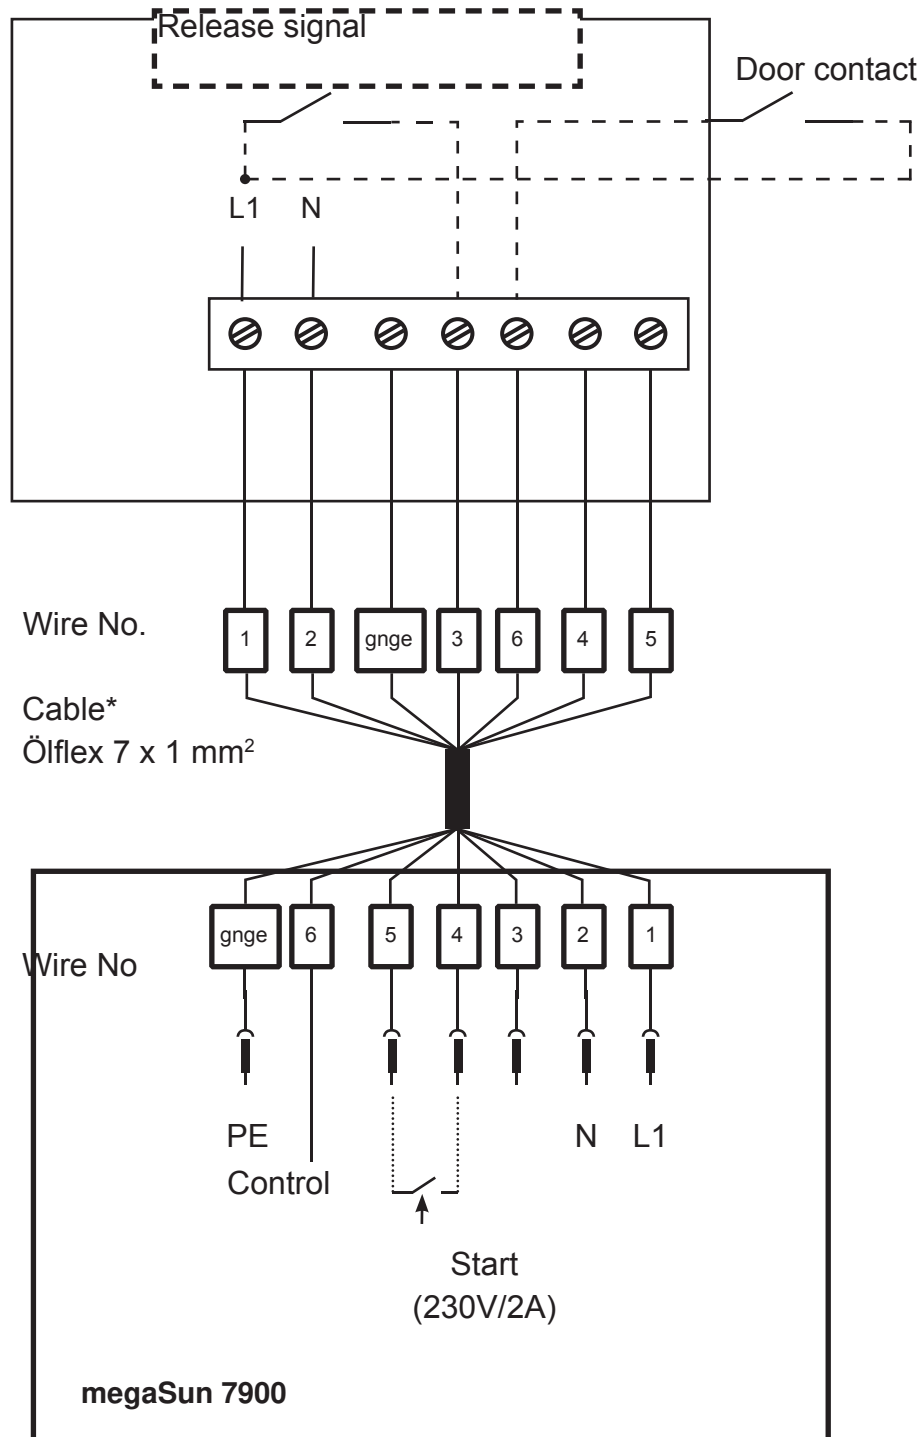 Release signal
Door contact
L1 N
Wire No.
1 2 gnge 3 6 4 5
Cable*
Ölflex 7 x 1 mm²
gnge 6 5 4 3 2 1
Wire No
PE N L1
Control
Start
(230V/2A)
megaSun 7900